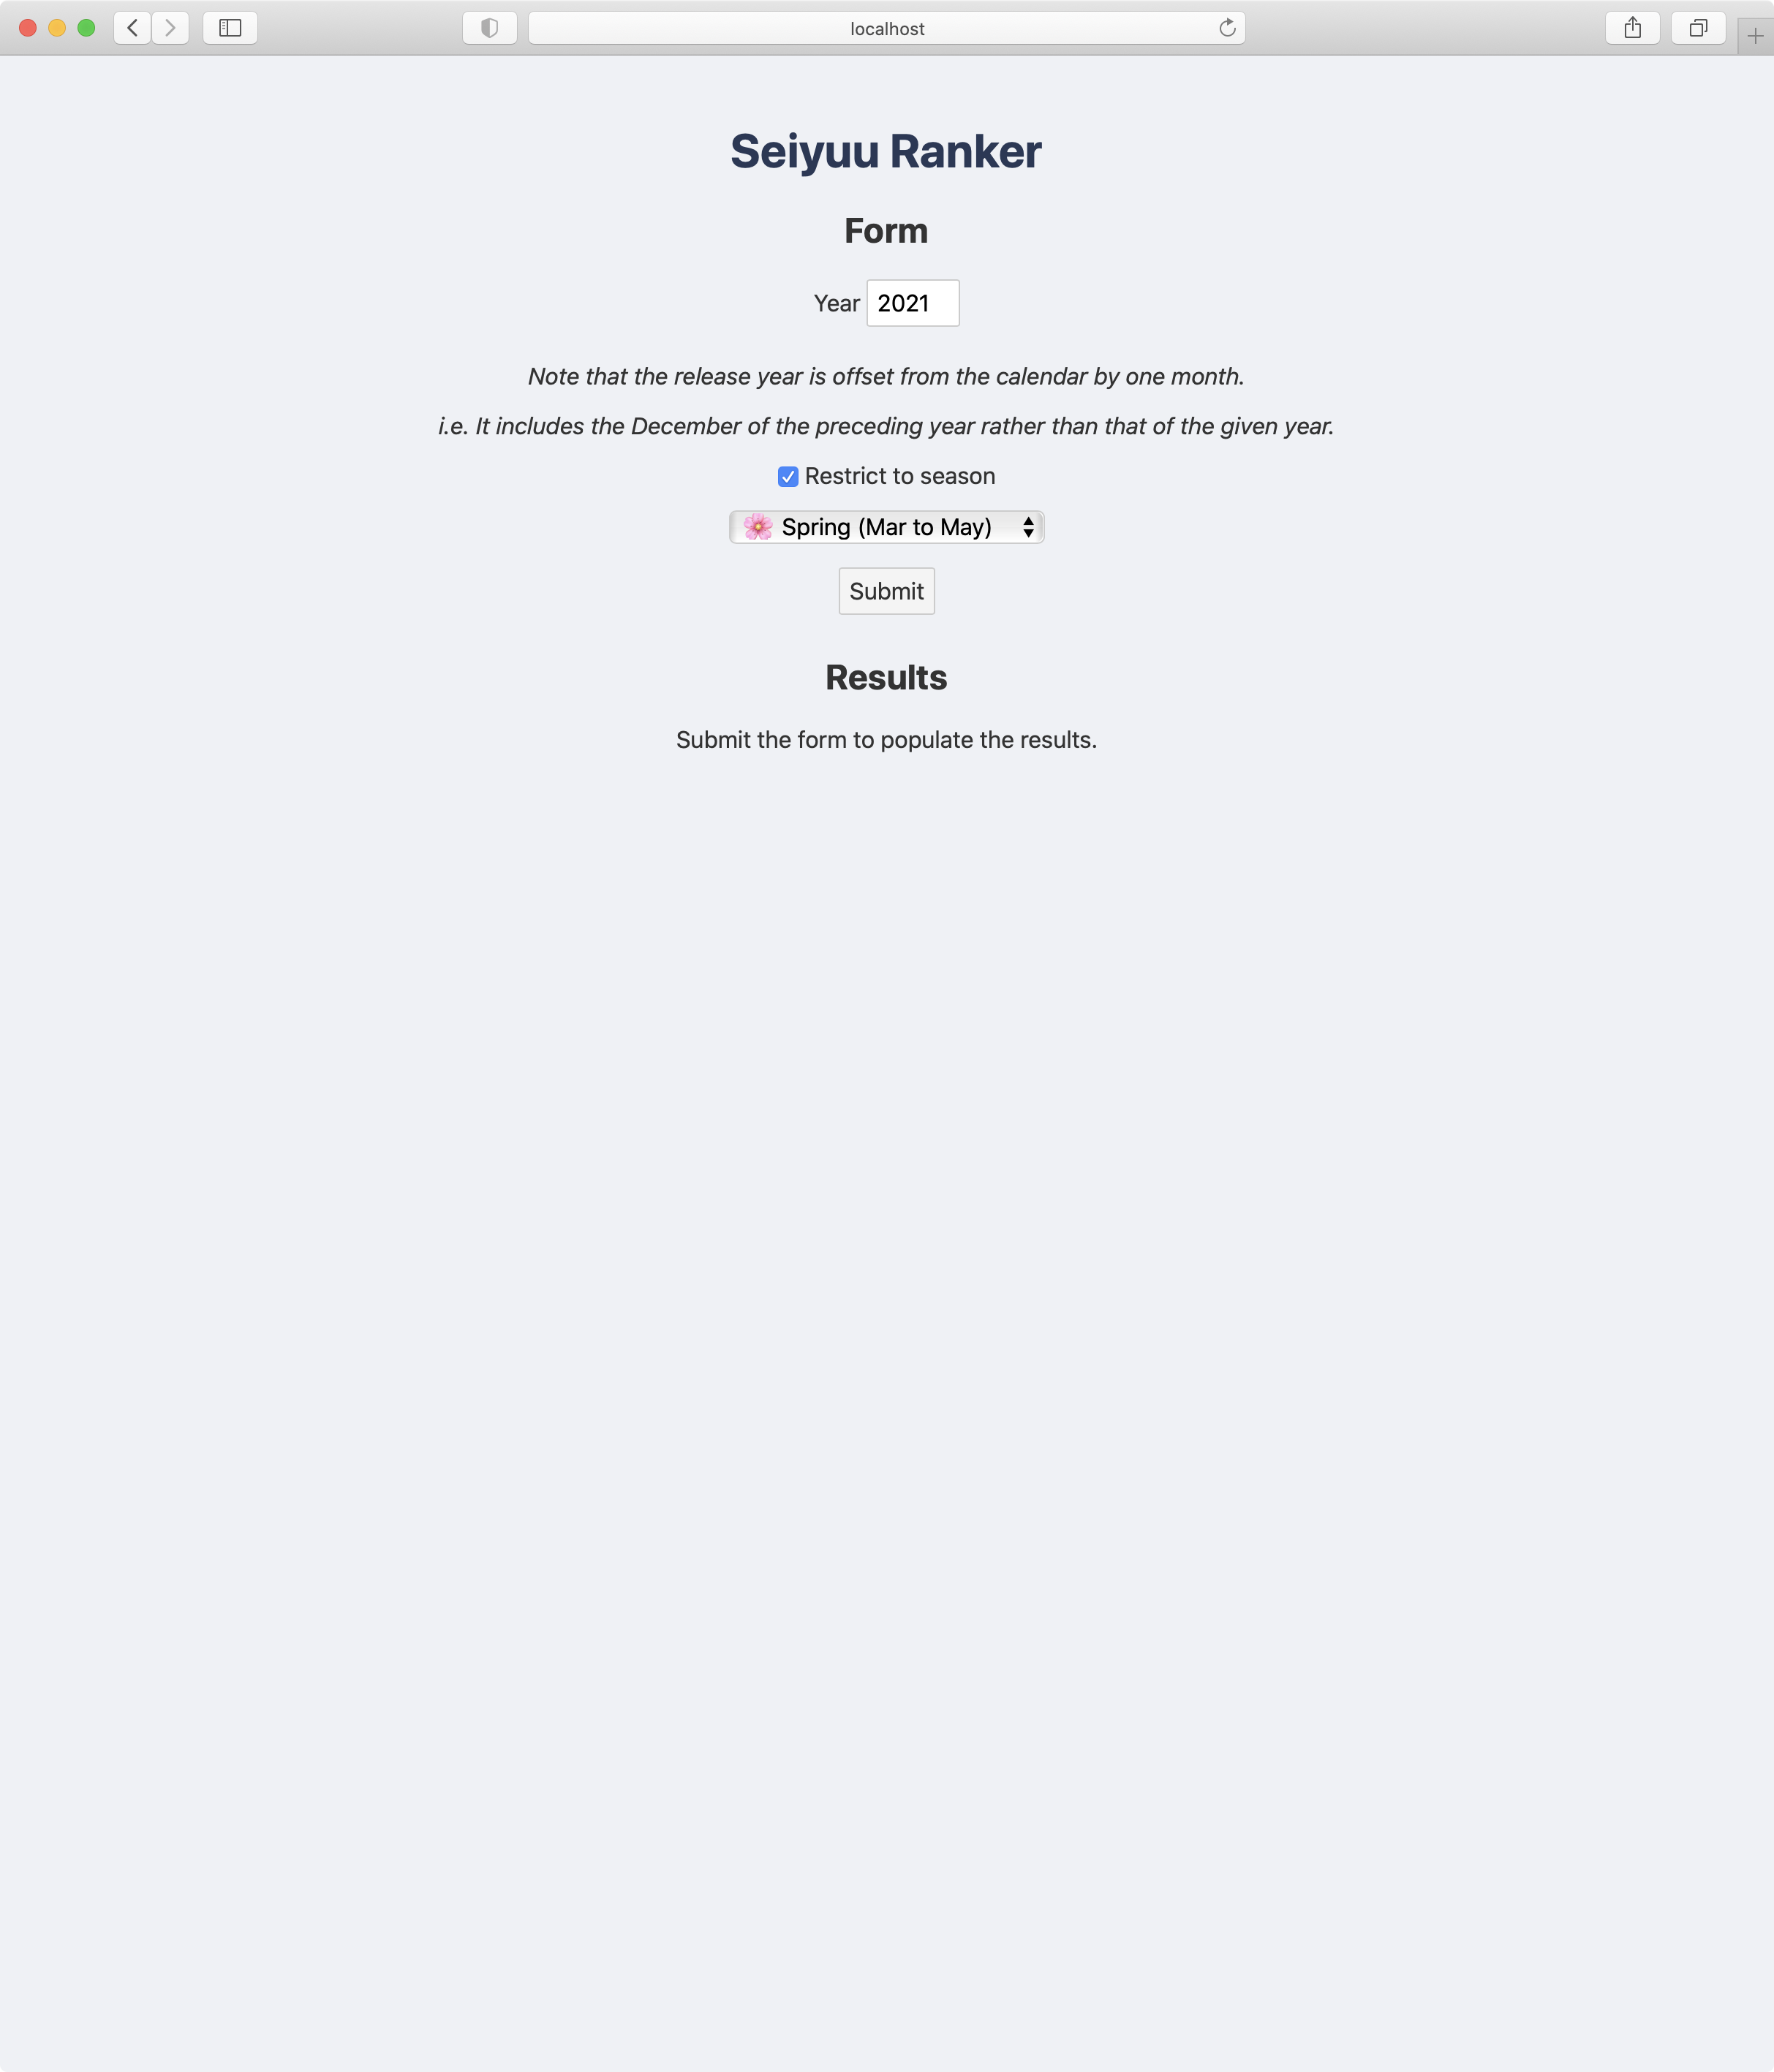 localhost
Seiyuu Ranker
Form
Year 2021
Note that the release year is offset from the calendar by one month.
i.e. It includes the December of the preceding year rather than that of the given year.
Restrict to season
🌸 Spring (Mar to May)
Submit
Results
Submit the form to populate the results.